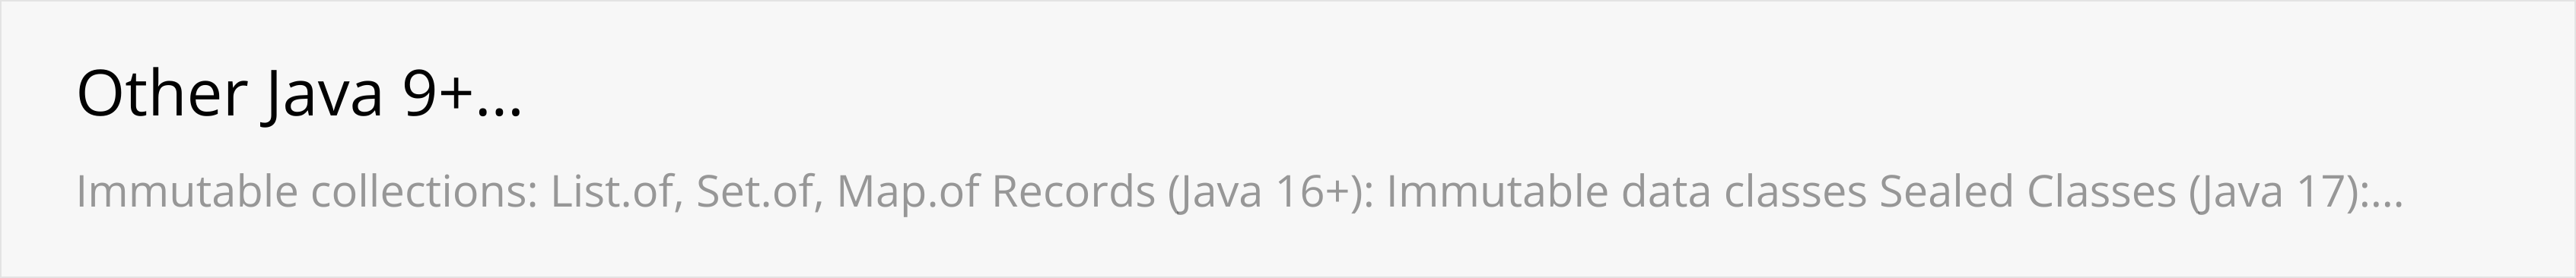 Other Java 9+...
Immutable collections: List.of, Set.of, Map.of Records (Java 16+): Immutable data classes Sealed Classes (Java 17):...